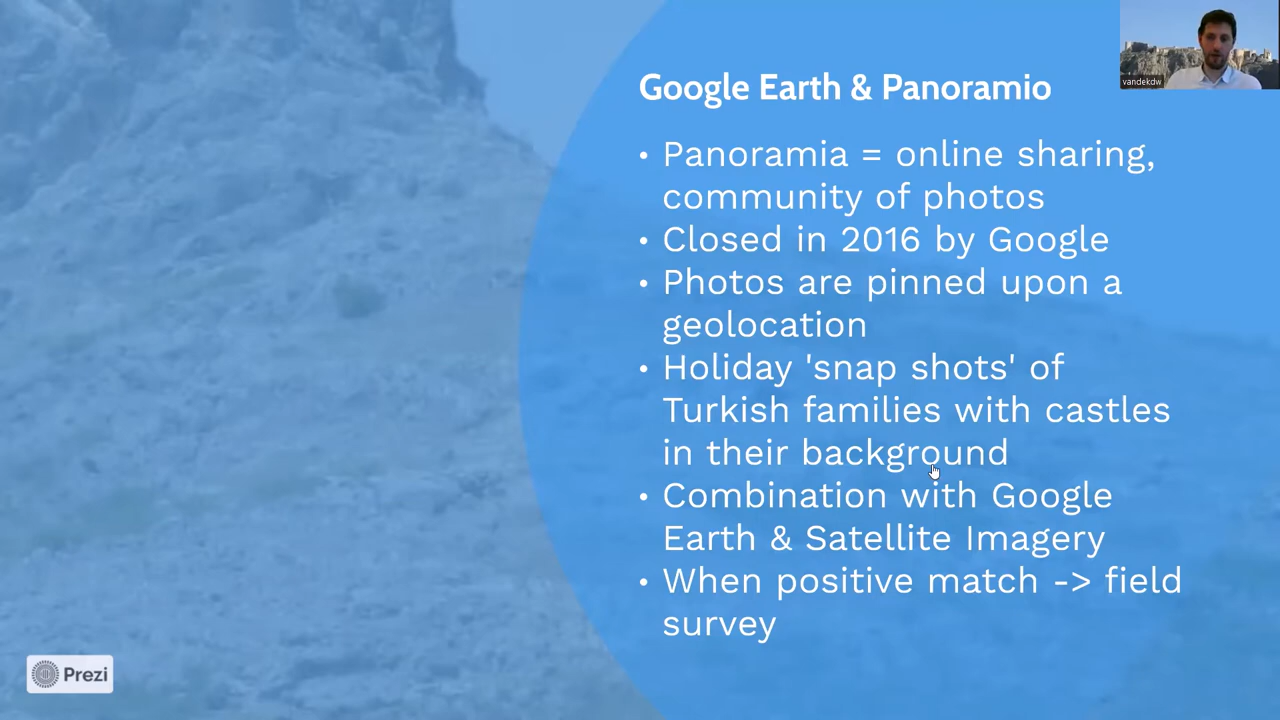 vandekdw
Google Earth & Panoramio
• Panoramia = online sharing,
community of photos
• Closed in 2016 by Google
• Photos are pinned upon a
geolocation
• Holiday 'snap shots' of
Turkish families with castles
in their background
• Combination with Google
Earth & Satellite Imagery
• When positive match -> field
survey
Prezi